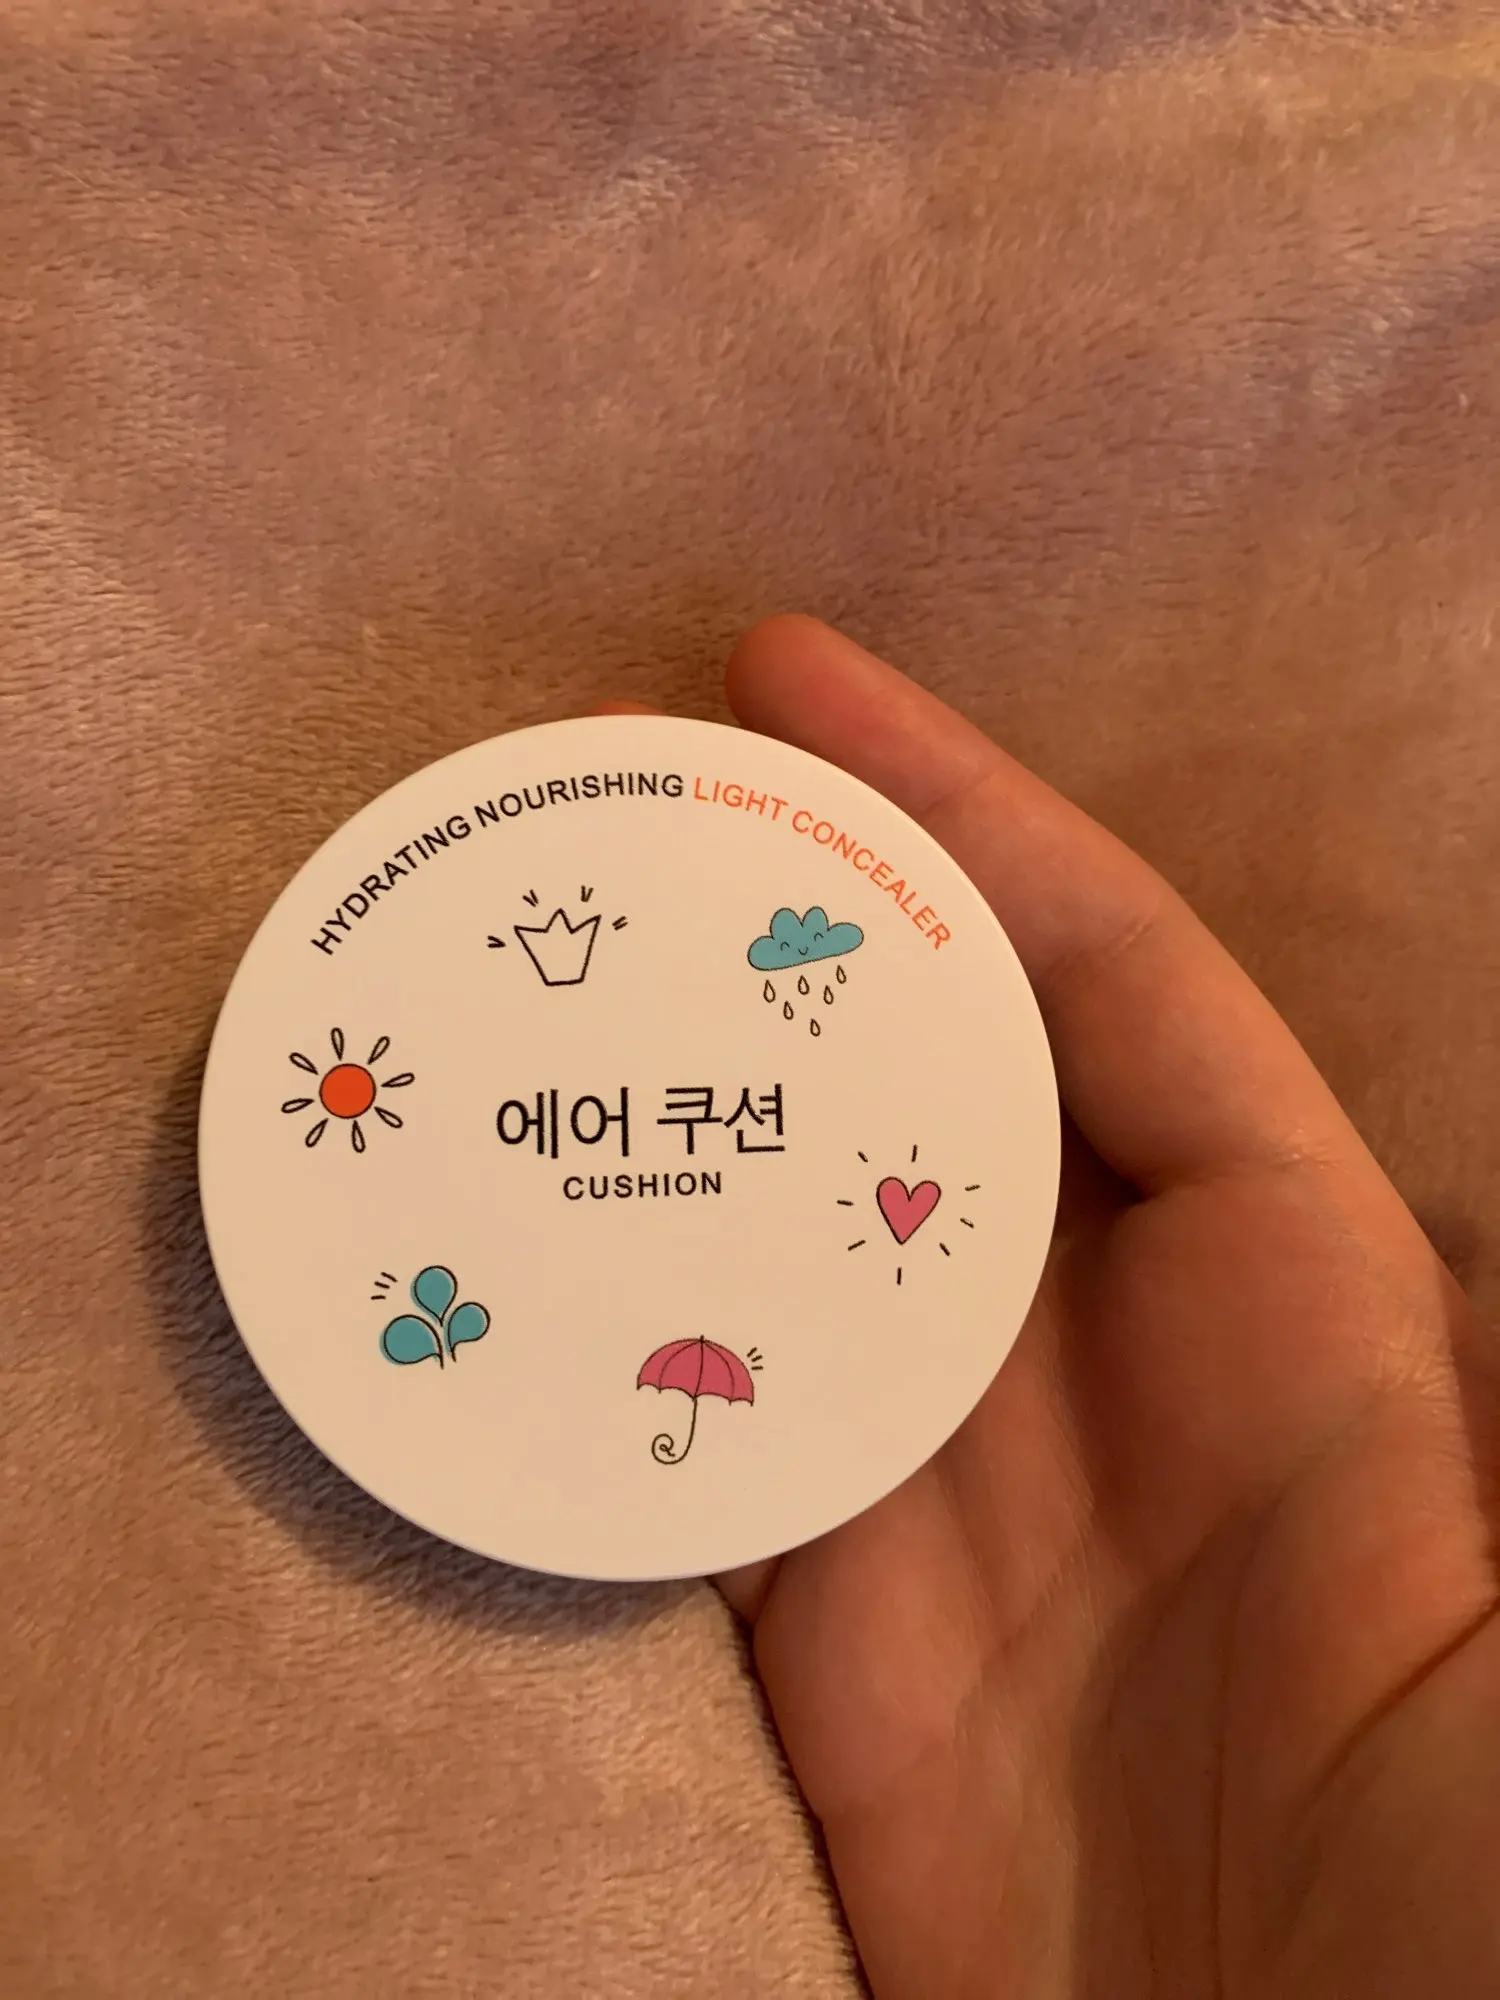 HYDRATING NOURISHING LIGHT CONCEALER
에어 쿠션
CUSHION